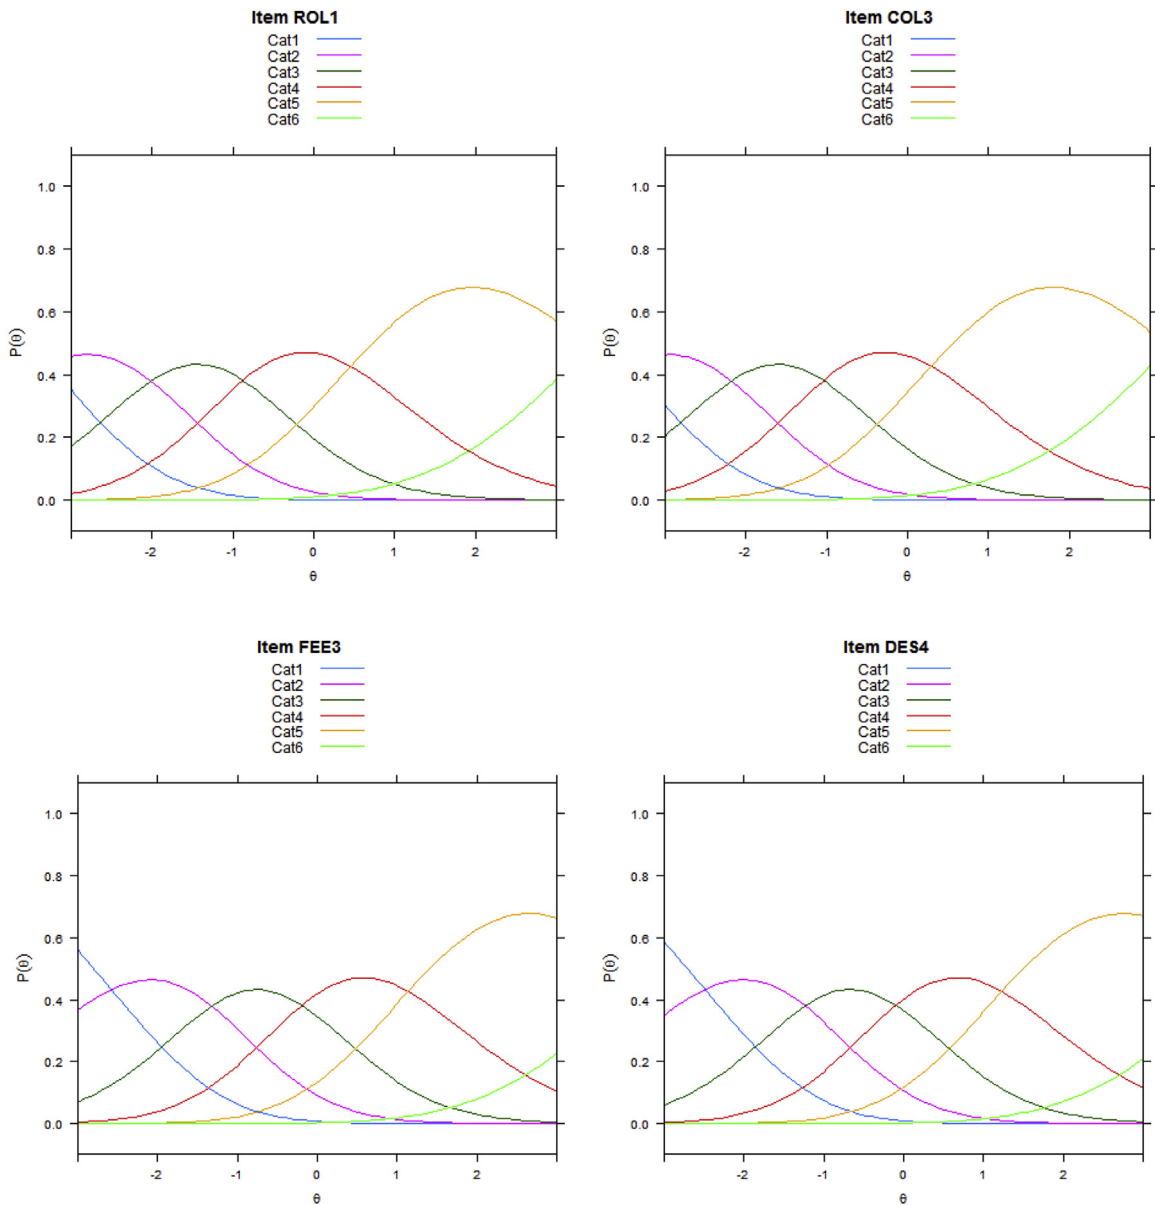 Item ROL1
Cat1
Cat2
Cat3
Cat4
Cat5
Cat6
1.0
0.8
0.6
0.4
0.2
0.0
P(θ)
-2
-1
0
1
2
θ
Item COL3
Cat1
Cat2
Cat3
Cat4
Cat5
Cat6
1.0
0.8
0.6
0.4
0.2
0.0
P(θ)
-2
-1
0
1
2
θ
Item FEE3
Cat1
Cat2
Cat3
Cat4
Cat5
Cat6
1.0
0.8
0.6
0.4
0.2
0.0
P(θ)
-2
-1
0
1
2
θ
Item DES4
Cat1
Cat2
Cat3
Cat4
Cat5
Cat6
1.0
0.8
0.6
0.4
0.2
0.0
P(θ)
-2
-1
0
1
2
θ